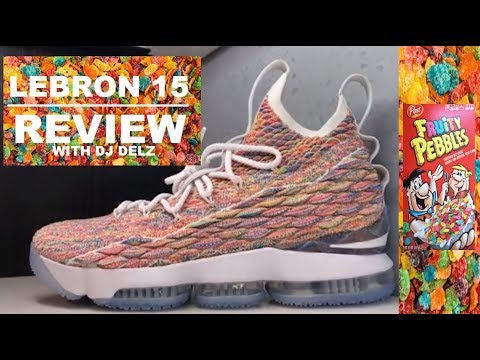 LEBRON 15
REVIEW
WITH DJ DELZ
Post
FRUITY
PEBBLES